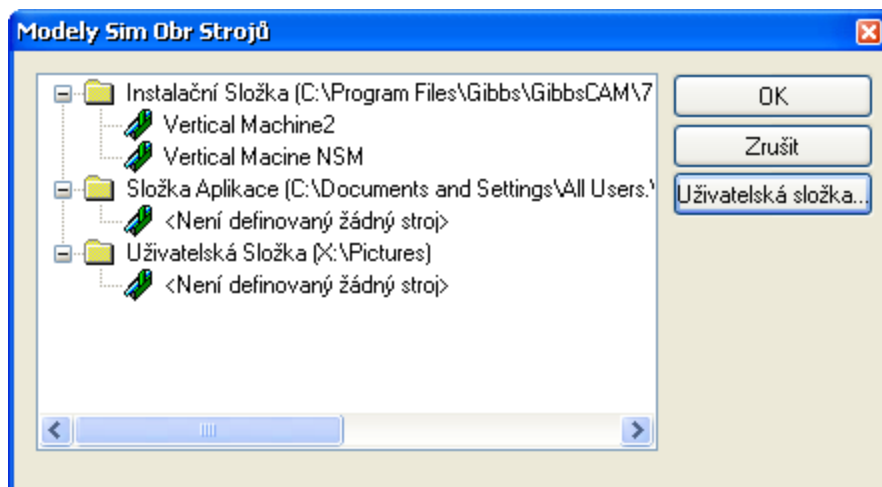 Modely Sim Obr Strojů
Instalační Složka (C:\Program Files\Gibbs\GibbsCAM\7
Vertical Machine2
Vertical Macine NSM
Složka Aplikace (C:\Documents and Settings\All Users.\
<Není definovaný žádný stroj>
Uživatelská Složka (X:\Pictures)
<Není definovaný žádný stroj>
OK
Zrušit
Uživatelská složka...